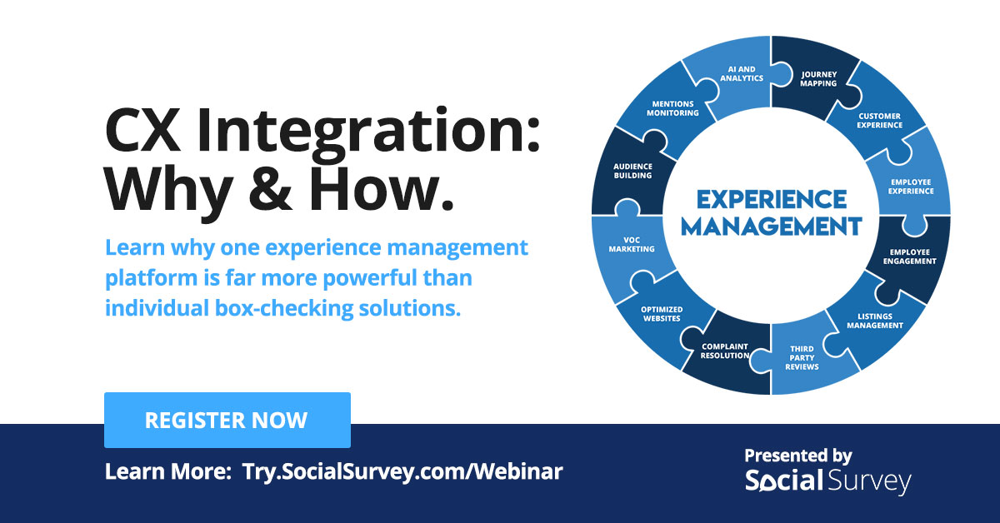 CX Integration:
Why & How.
Learn why one experience management
platform is far more powerful than
individual box-checking solutions.
REGISTER NOW
Learn More: Try.SocialSurvey.com/Webinar
EXPERIENCE
MANAGEMENT
JOURNEY
MAPPING
CUSTOMER
EXPERIENCE
EMPLOYEE
EXPERIENCE
EMPLOYEE
ENGAGEMENT
LISTINGS
MANAGEMENT
THIRD
PARTY
REVIEWS
COMPLAINT
RESOLUTION
OPTIMIZED
WEBSITES
VOC
MARKETING
AUDIENCE
BUILDING
MENTIONS
MONITORING
AI AND
ANALYTICS
Presented by
SocialSurvey